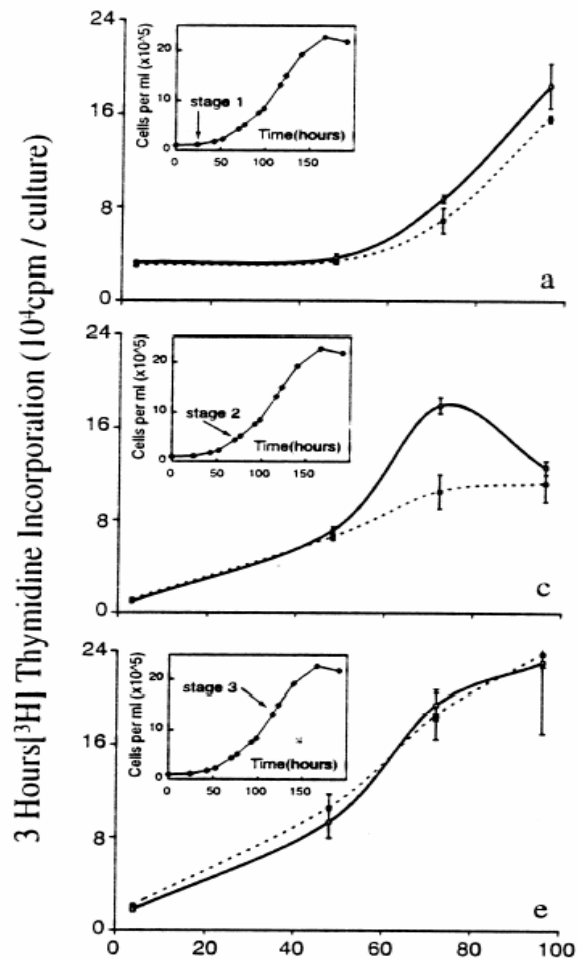 3 Hours[³H] Thymidine Incorporation (10⁴cpm / culture)
24
16
8
0
Cells per ml (x10^5)
20
10
0
stage 1
Time(hours)
0 50 100 150
a
24
16
8
0
Cells per ml (x10^5)
20
10
0
stage 2
Time(hours)
0 50 100 150
c
24
16
8
0
Cells per ml (x10^5)
20
10
0
stage 3
Time(hours)
0 50 100 150
e
0 20 40 60 80 100